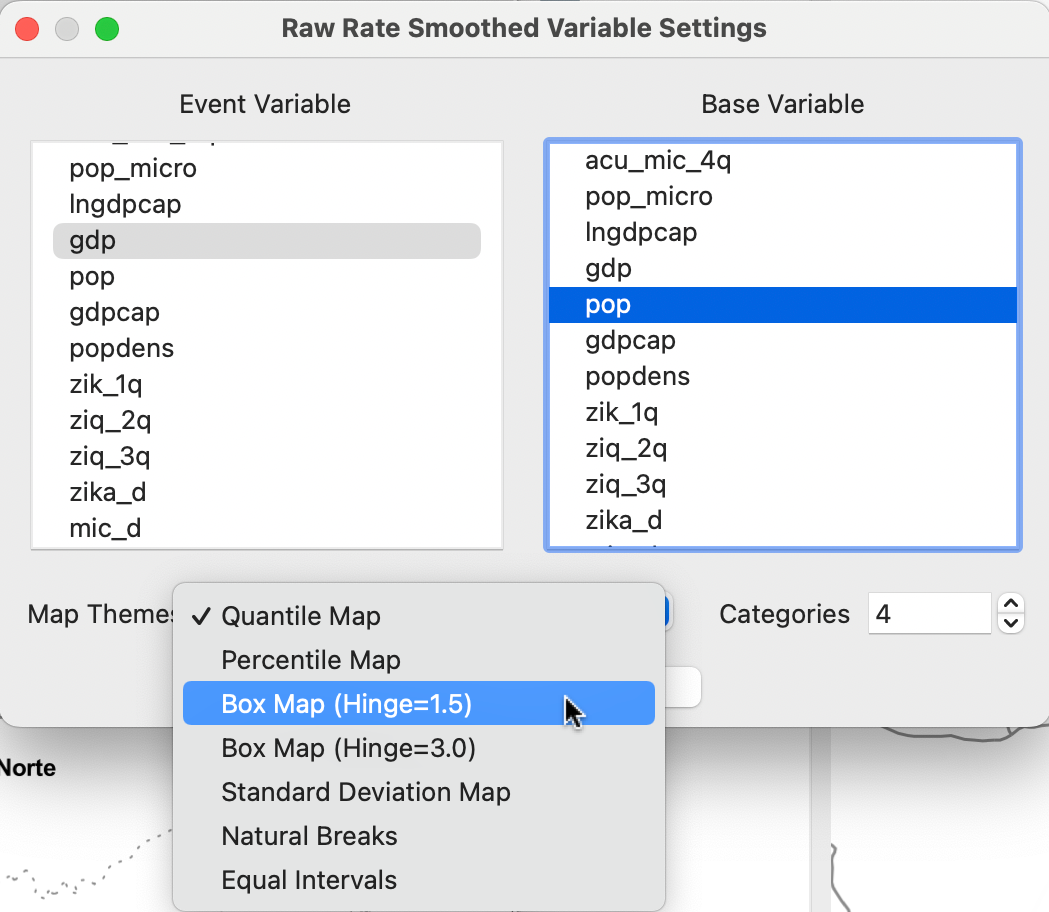 Raw Rate Smoothed Variable Settings
Event Variable
pop_micro
lngdpcap
gdp
pop
gdpcap
popdens
zik_1q
ziq_2q
ziq_3q
zika_d
mic_d
Base Variable
acu_mic_4q
pop_micro
lngdpcap
gdp
pop
gdpcap
popdens
zik_1q
ziq_2q
ziq_3q
zika_d
Map Themes
✓ Quantile Map
Percentile Map
Box Map (Hinge=1.5)
Box Map (Hinge=3.0)
Standard Deviation Map
Natural Breaks
Equal Intervals
Categories 4
Norte